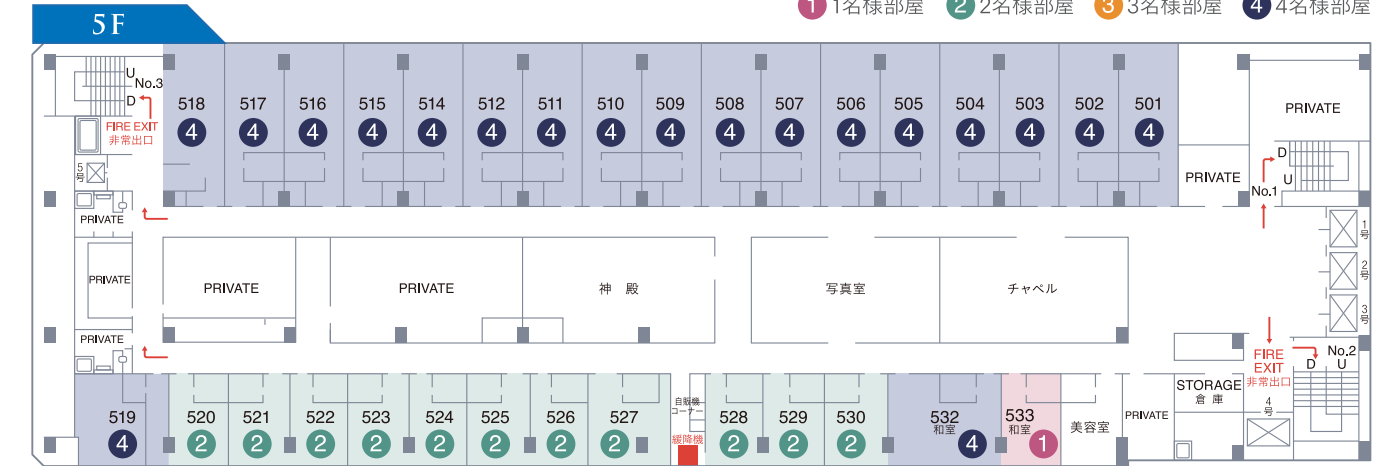 5F
1 1名様部屋 2 2名様部屋 3 3名様部屋 4 4名様部屋
U
No.3
D
FIRE EXIT
非常出口
518 517 516 515 514 512 511 510 509 508 507 506 505 504 503 502 501
4 4 4 4 4 4 4 4 4 4 4 4 4 4 4 4 4
PRIVATE
D
U
No.1
PRIVATE
5号
PRIVATE
1号
2号
3号
PRIVATE
PRIVATE
PRIVATE
神 殿
写真室
チャペル
PRIVATE
FIRE
EXIT
非常出口
No.2
D U
519 520 521 522 523 524 525 526 527
4 2 2 2 2 2 2 2 2
自販機
コーナー
緩降機
528 529 530
2 2 2
532
和室
4
533
和室
1
美容室
PRIVATE
STORAGE
倉 庫
4号